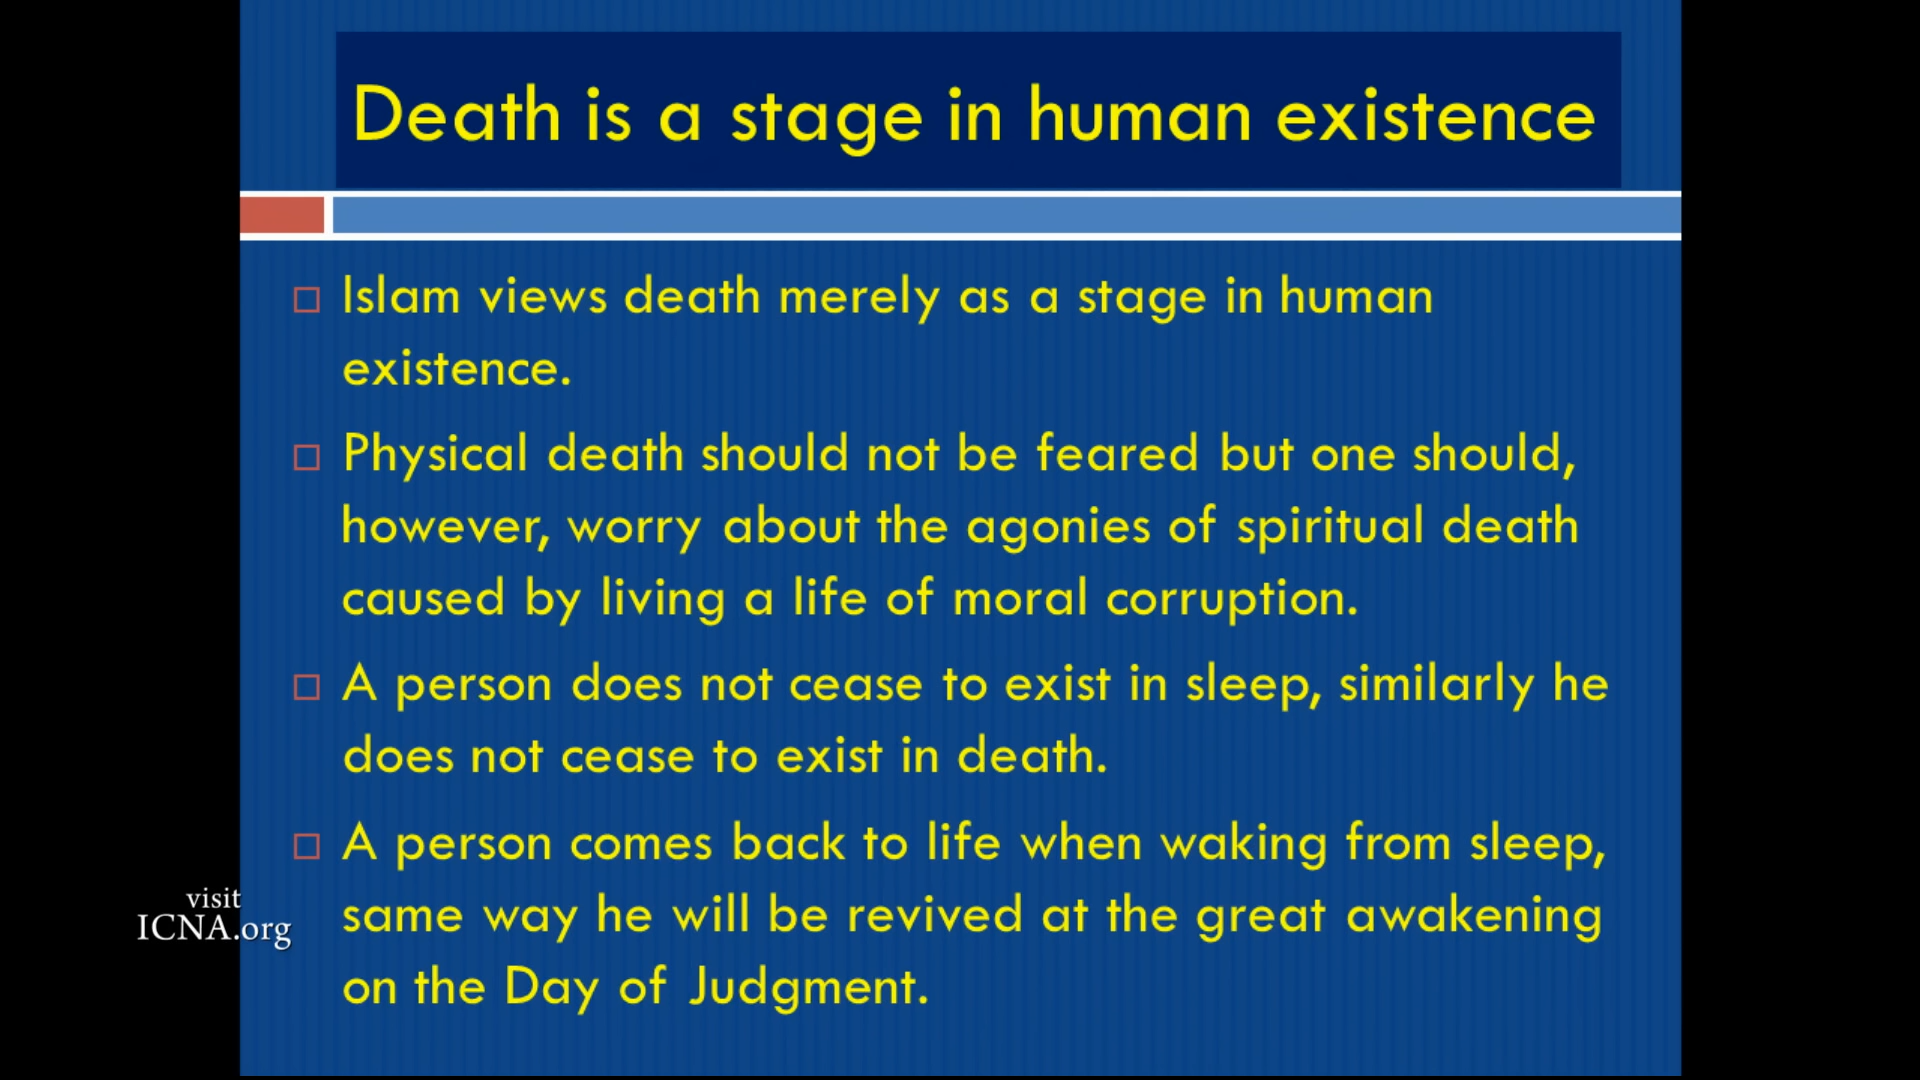 Death is a stage in human existence
Islam views death merely as a stage in human
existence.
Physical death should not be feared but one should,
however, worry about the agonies of spiritual death
caused by living a life of moral corruption.
A person does not cease to exist in sleep, similarly he
does not cease to exist in death.
A person comes back to life when waking from sleep,
same way he will be revived at the great awakening
on the Day of Judgment.
visit
ICNA.org